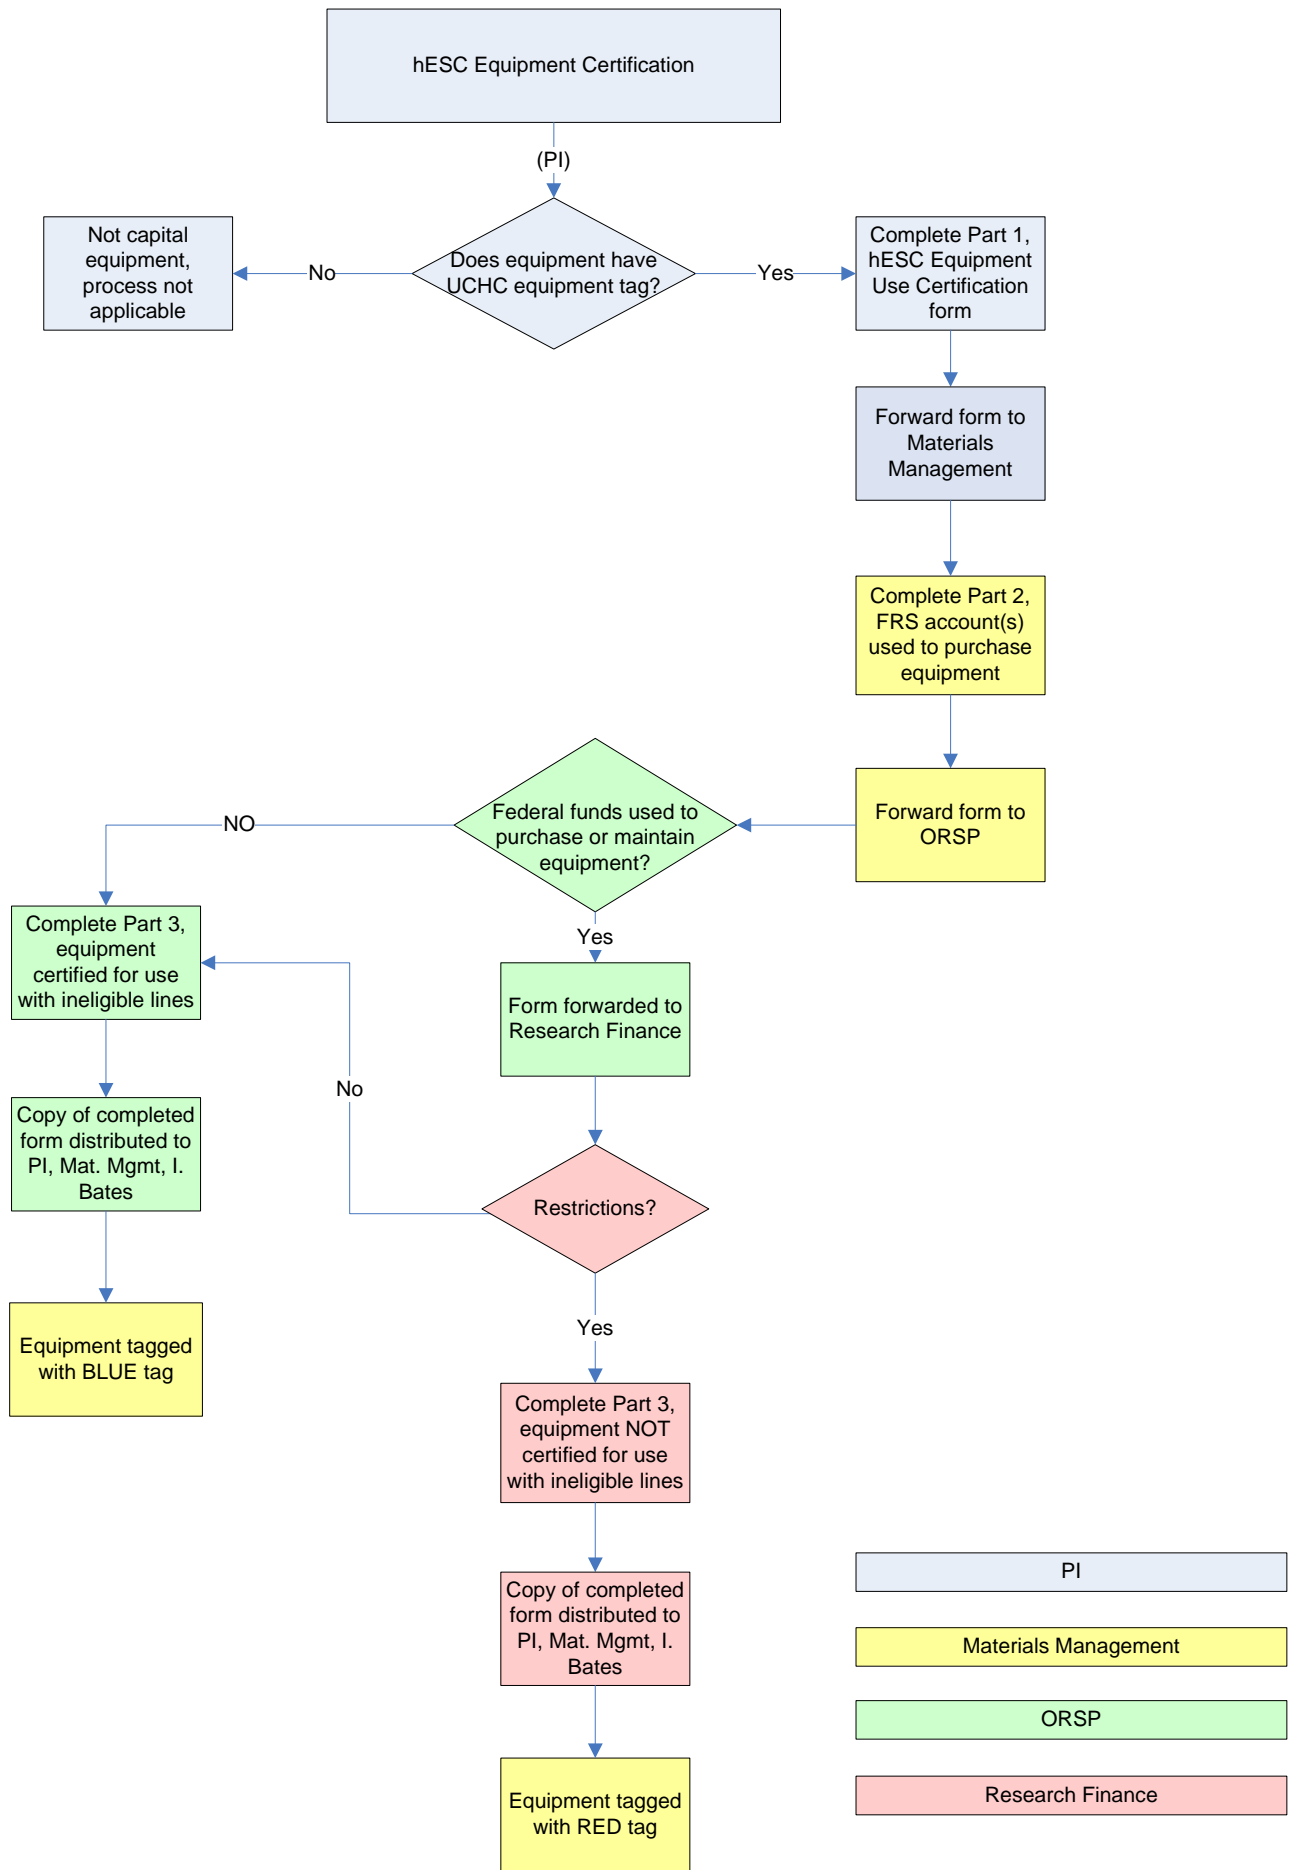 hESC Equipment Certification
(PI)
Not capital
equipment,
process not
applicable
No
Does equipment have
UCHC equipment tag?
Yes
Complete Part 1,
hESC Equipment
Use Certification
form
Forward form to
Materials
Management
Complete Part 2,
FRS account(s)
used to purchase
equipment
Forward form to
ORSP
Federal funds used to
purchase or maintain
equipment?
NO
Yes
Complete Part 3,
equipment
certified for use
with ineligible lines
Form forwarded to
Research Finance
No
Copy of completed
form distributed to
PI, Mat. Mgmt, I.
Bates
Restrictions?
Equipment tagged
with BLUE tag
Yes
Complete Part 3,
equipment NOT
certified for use
with ineligible lines
Copy of completed
form distributed to
PI, Mat. Mgmt, I.
Bates
Equipment tagged
with RED tag
PI
Materials Management
ORSP
Research Finance